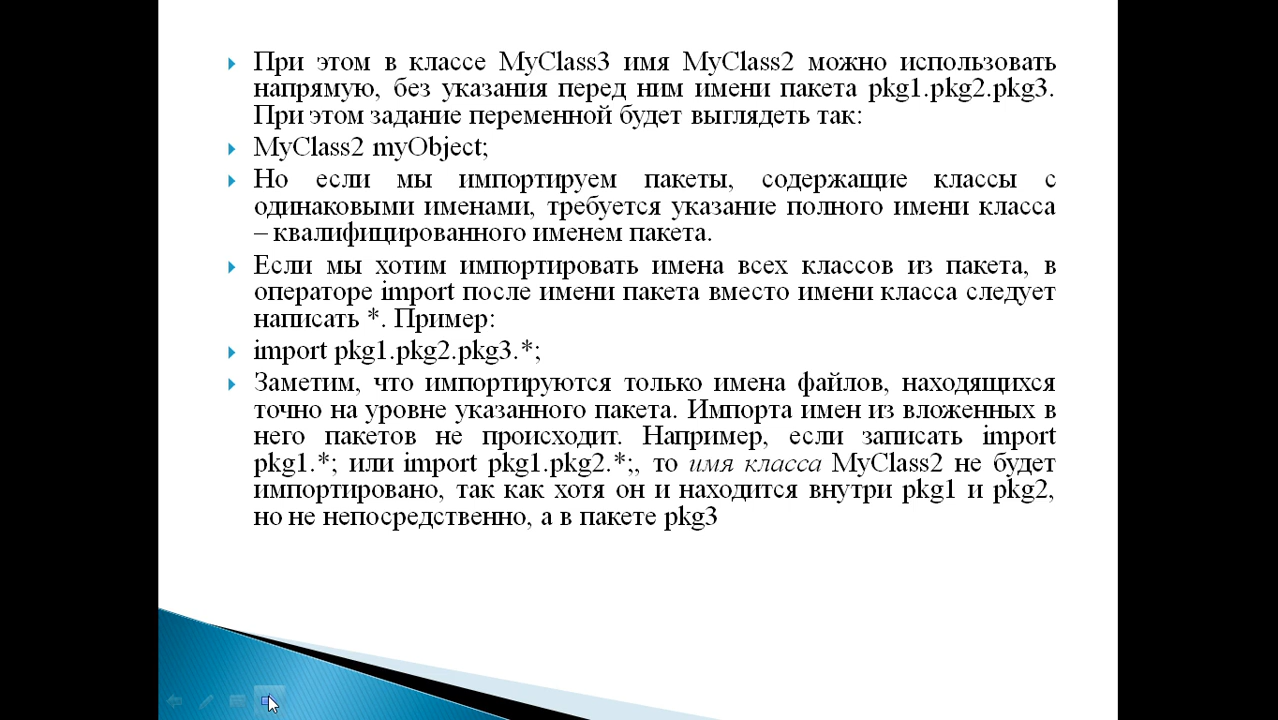 При этом в классе MyClass3 имя MyClass2 можно использовать
напрямую, без указания перед ним имени пакета pkg1.pkg2.pkg3.
При этом задание переменной будет выглядеть так:
MyClass2 myObject;
Но если мы импортируем пакеты, содержащие классы с
одинаковыми именами, требуется указание полного имени класса
– квалифицированного именем пакета.
Если мы хотим импортировать имена всех классов из пакета, в
операторе import после имени пакета вместо имени класса следует
написать *. Пример:
import pkg1.pkg2.pkg3.*;
Заметим, что импортируются только имена файлов, находящихся
точно на уровне указанного пакета. Импорта имен из вложенных в
него пакетов не происходит. Например, если записать import
pkg1.*; или import pkg1.pkg2.*;, то имя класса MyClass2 не будет
импортировано, так как хотя он и находится внутри pkg1 и pkg2,
но не непосредственно, а в пакете pkg3